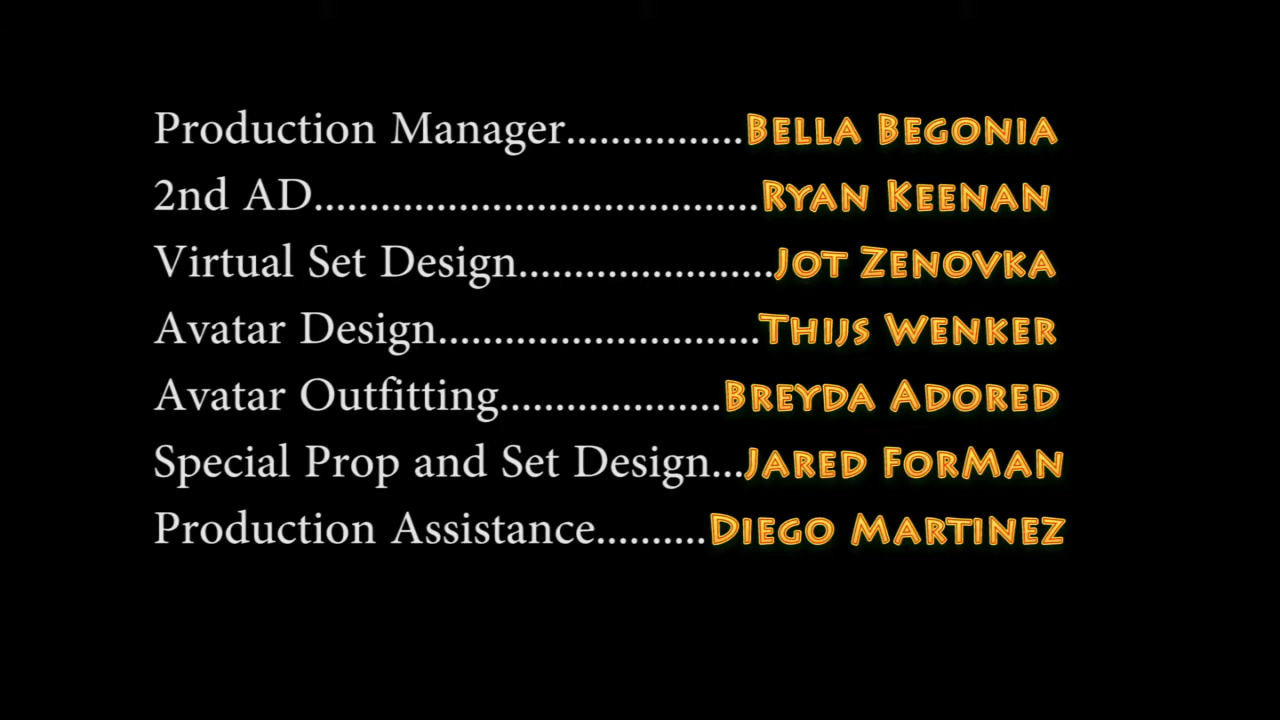 Production Manager................Bella Begonia
2nd AD........................................Ryan Keenan
Virtual Set Design.......................Jot Zenovka
Avatar Design.............................Thijs Wenker
Avatar Outfitting....................Breyda Adored
Special Prop and Set Design...Jared ForMan
Production Assistance..........Diego Martinez